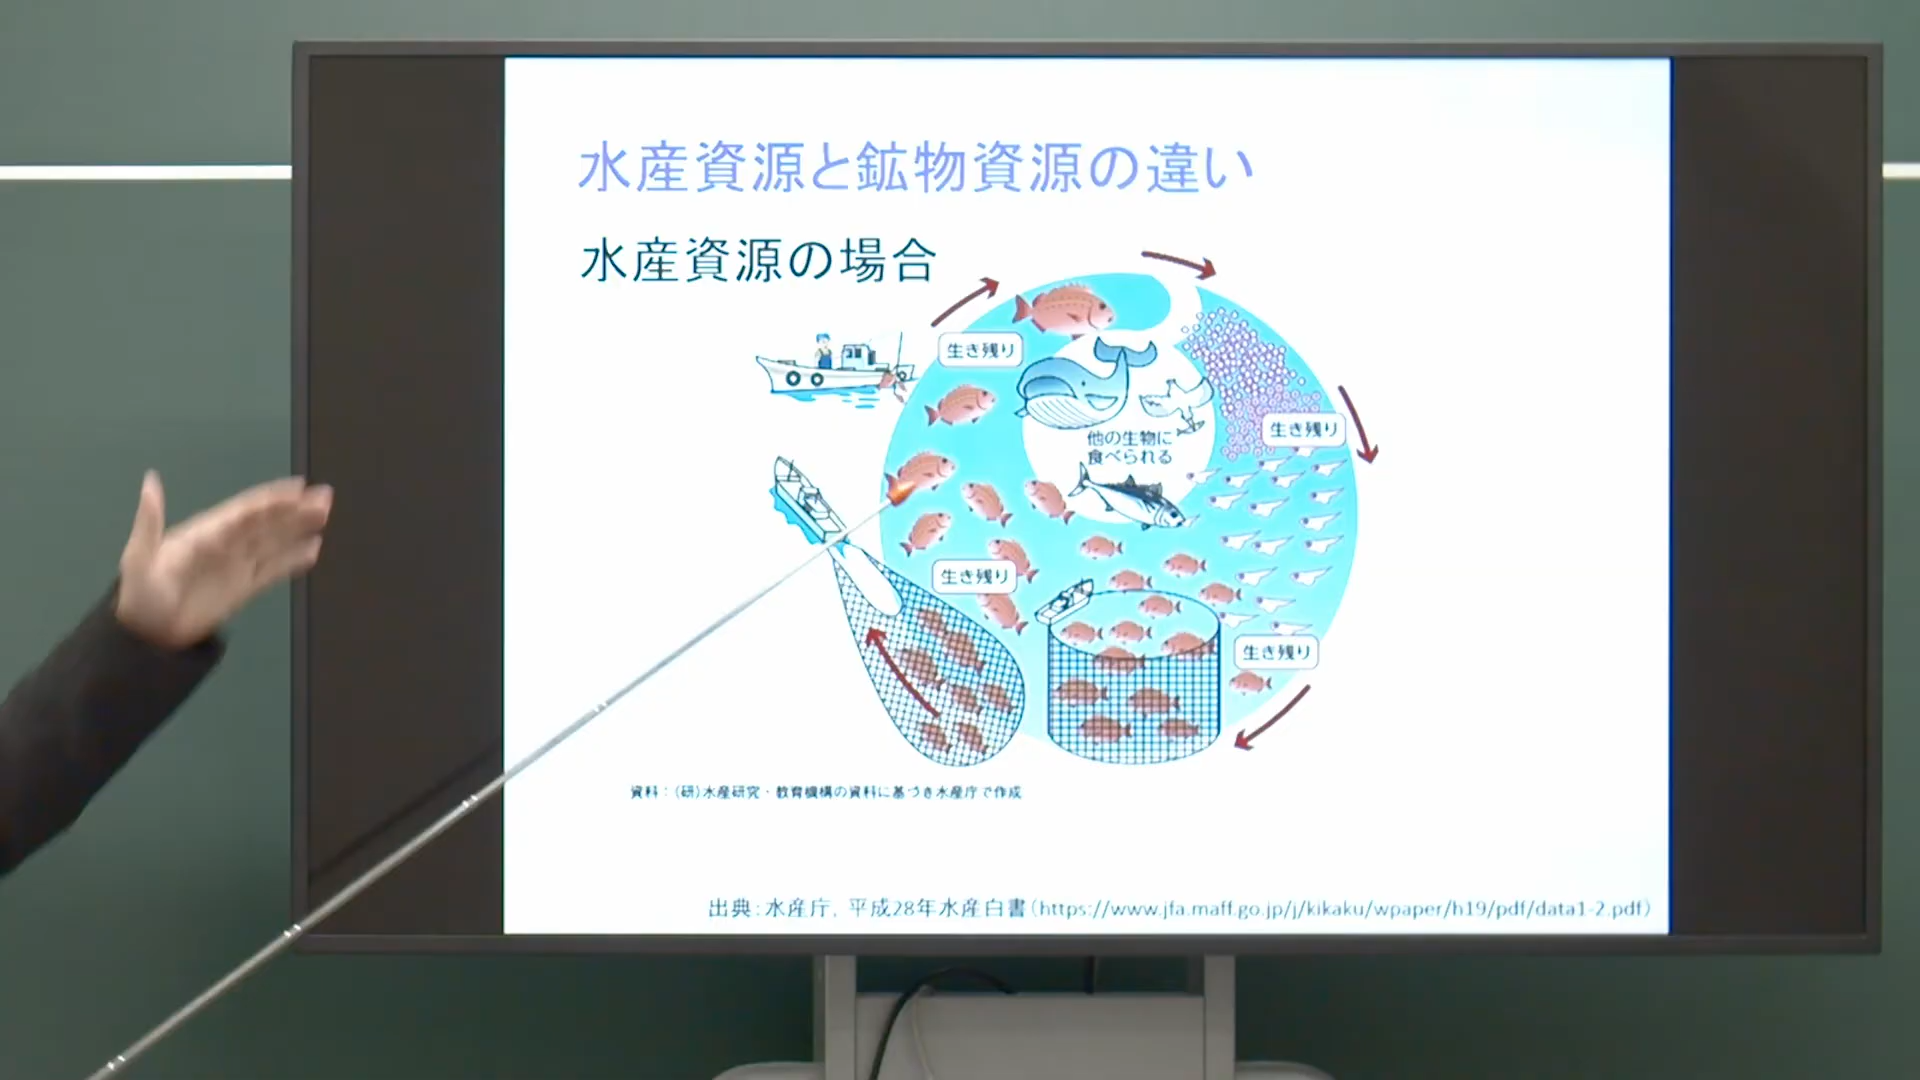 水産資源と鉱物資源の違い
水産資源の場合
生き残り
他の生物に
食べられる
生き残り
生き残り
生き残り
資料：（研）水産研究・教育機構の資料に基づき水産庁で作成
出典：水産庁，平成28年水産白書（https://www.jfa.maff.go.jp/j/kikaku/wpaper/h19/pdf/data1-2.pdf）